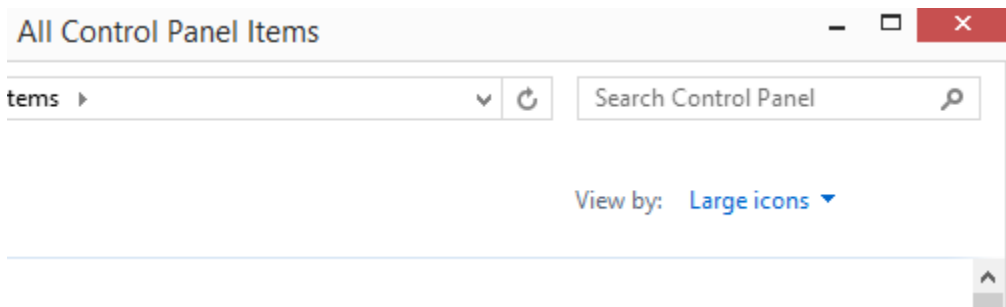 All Control Panel Items
tems
Search Control Panel
View by: Large icons